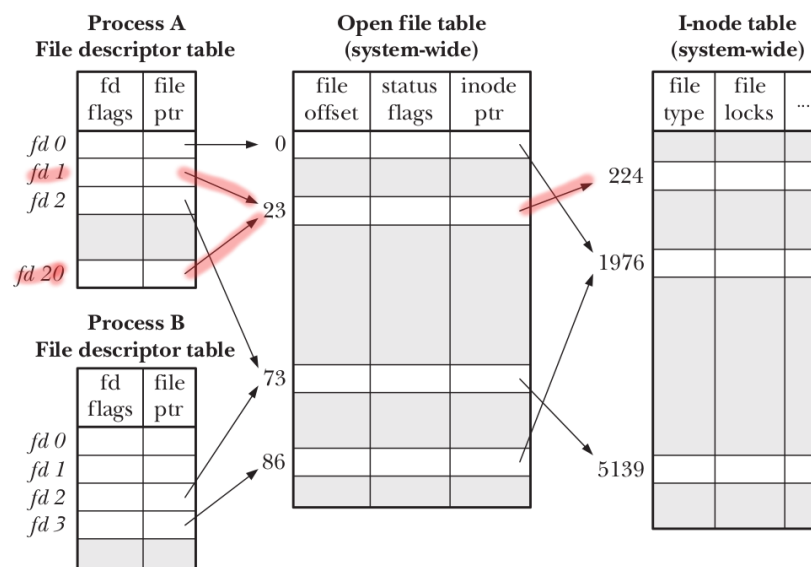 Process A
File descriptor table
fd
flags
file
ptr
fd 0
fd 1
fd 2
fd 20
Process B
File descriptor table
fd
flags
file
ptr
fd 0
fd 1
fd 2
fd 3
Open file table
(system-wide)
file
offset
status
flags
inode
ptr
0
23
73
86
I-node table
(system-wide)
file
type
file
locks
...
224
1976
5139